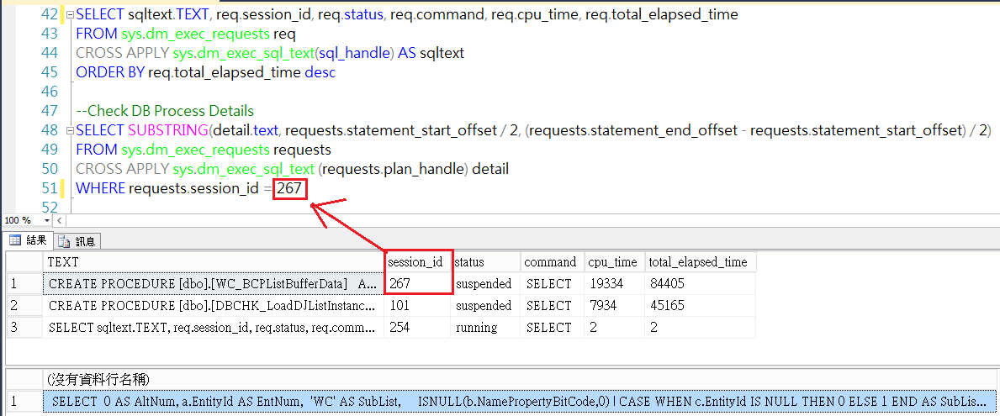 42 SELECT sqltext.TEXT, req.session_id, req.status, req.command, req.cpu_time, req.total_elapsed_time
43 FROM sys.dm_exec_requests req
44 CROSS APPLY sys.dm_exec_sql_text(sql_handle) AS sqltext
45 ORDER BY req.total_elapsed_time desc
46
47 --Check DB Process Details
48 SELECT SUBSTRING(detail.text, requests.statement_start_offset / 2, (requests.statement_end_offset - requests.statement_start_offset) / 2)
49 FROM sys.dm_exec_requests requests
50 CROSS APPLY sys.dm_exec_sql_text (requests.plan_handle) detail
51 WHERE requests.session_id = 267
52
100 %
結果 訊息
TEXT session_id status command cpu_time total_elapsed_time
1 CREATE PROCEDURE [dbo].[WC_BCPListBufferData] A... 267 suspended SELECT 19334 84405
2 CREATE PROCEDURE [dbo].[DBCHK_LoadDJListInstanc... 101 suspended SELECT 7934 45165
3 SELECT sqltext.TEXT, req.session_id, req.status, req.comm... 254 running SELECT 2 2
(沒有資料行名稱)
1 SELECT 0 AS AltNum, a.EntityId AS EntNum, 'WC' AS SubList, ISNULL(b.NamePropertyBitCode,0) | CASE WHEN c.EntityId IS NULL THEN 0 ELSE 1 END AS SubLis...